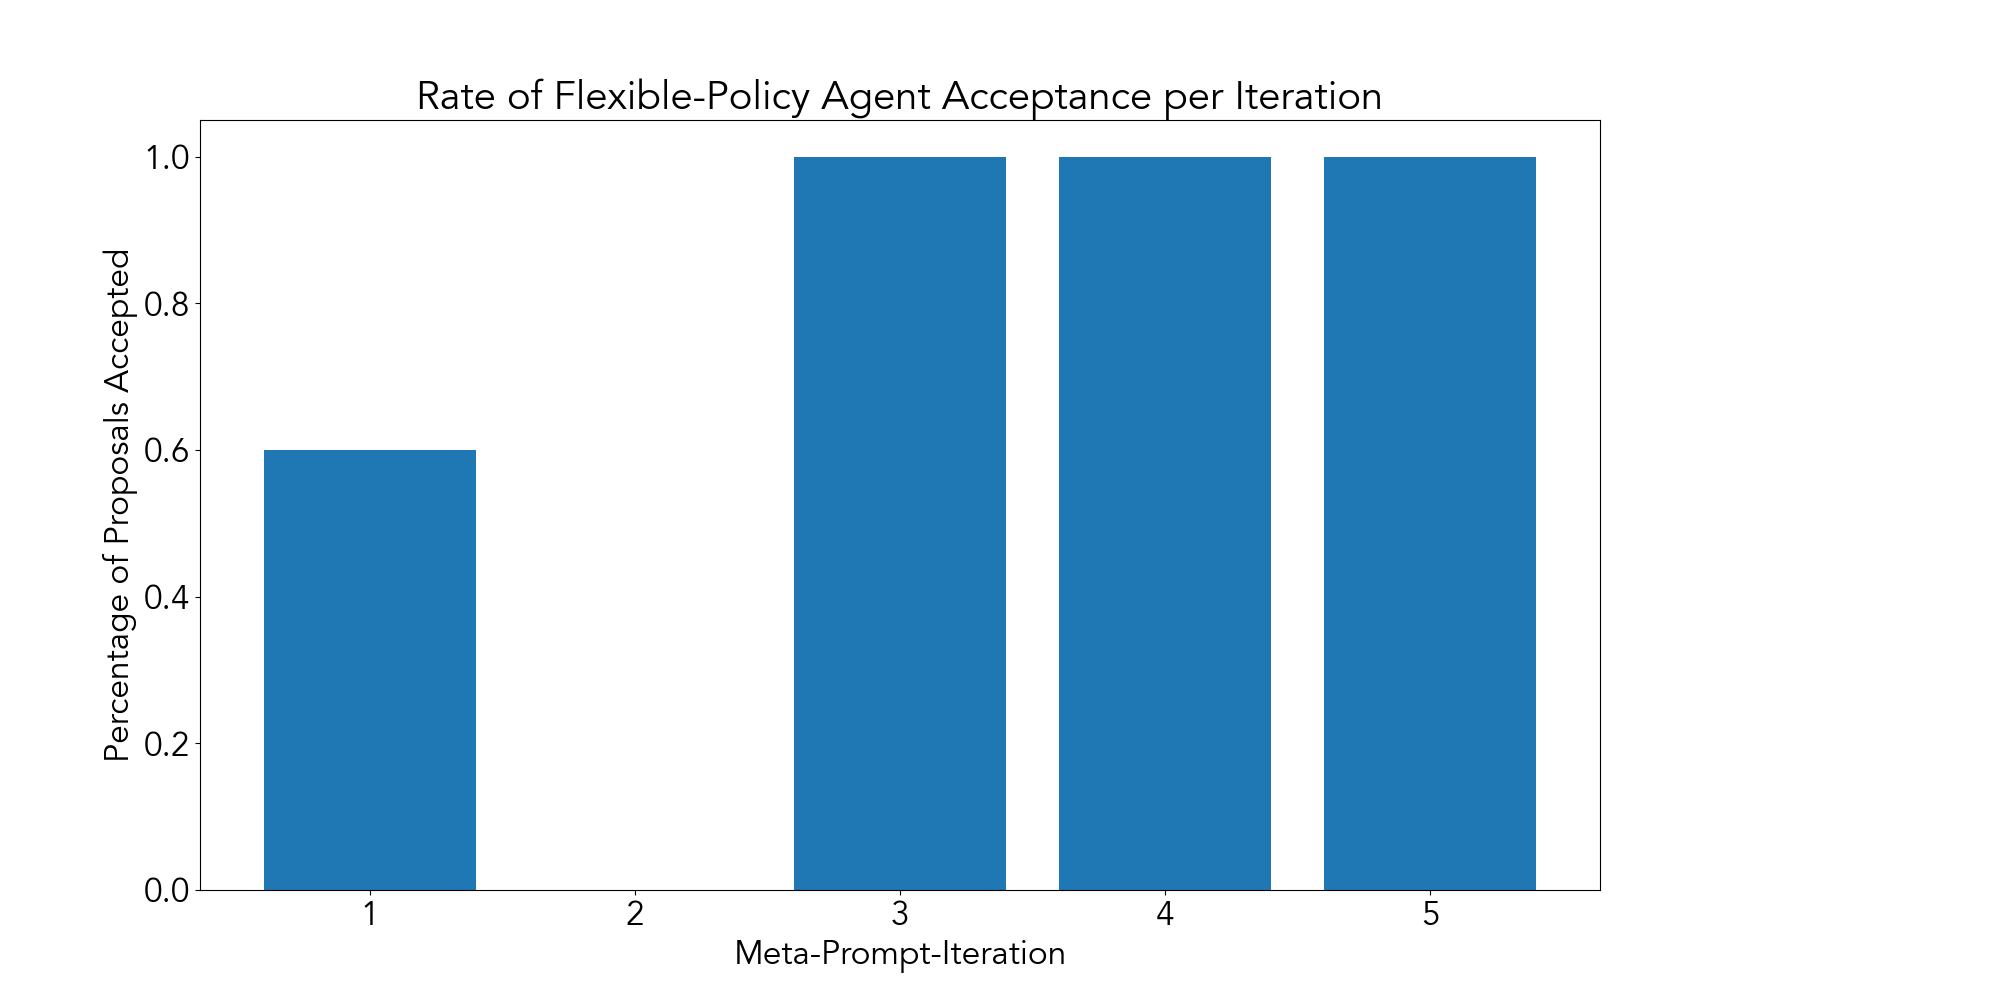 Rate of Flexible-Policy Agent Acceptance per Iteration
Percentage of Proposals Accepted
1.0
0.8
0.6
0.4
0.2
0.0
1 2 3 4 5
Meta-Prompt-Iteration